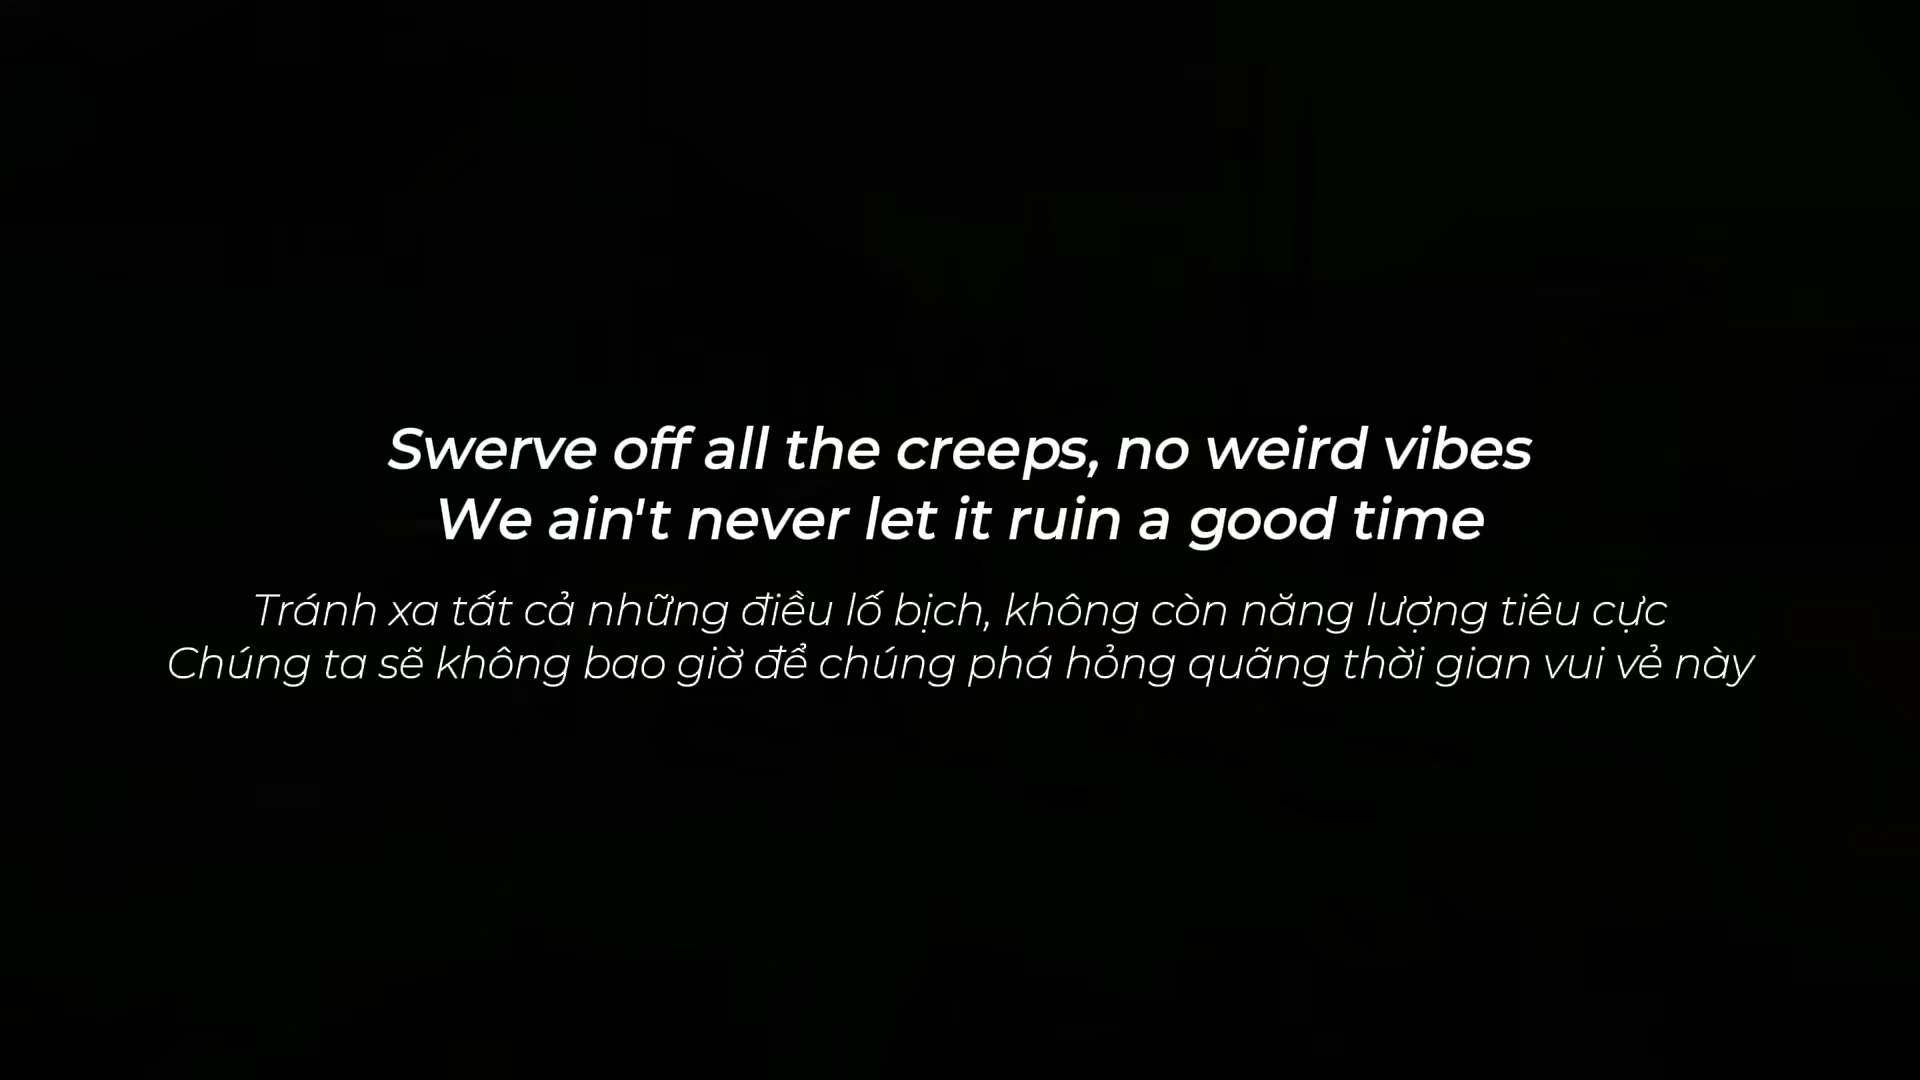 Swerve off all the creeps, no weird vibes
We ain't never let it ruin a good time
Tránh xa tất cả những điều lố bịch, không còn năng lượng tiêu cực
Chúng ta sẽ không bao giờ để chúng phá hỏng quãng thời gian vui vẻ này